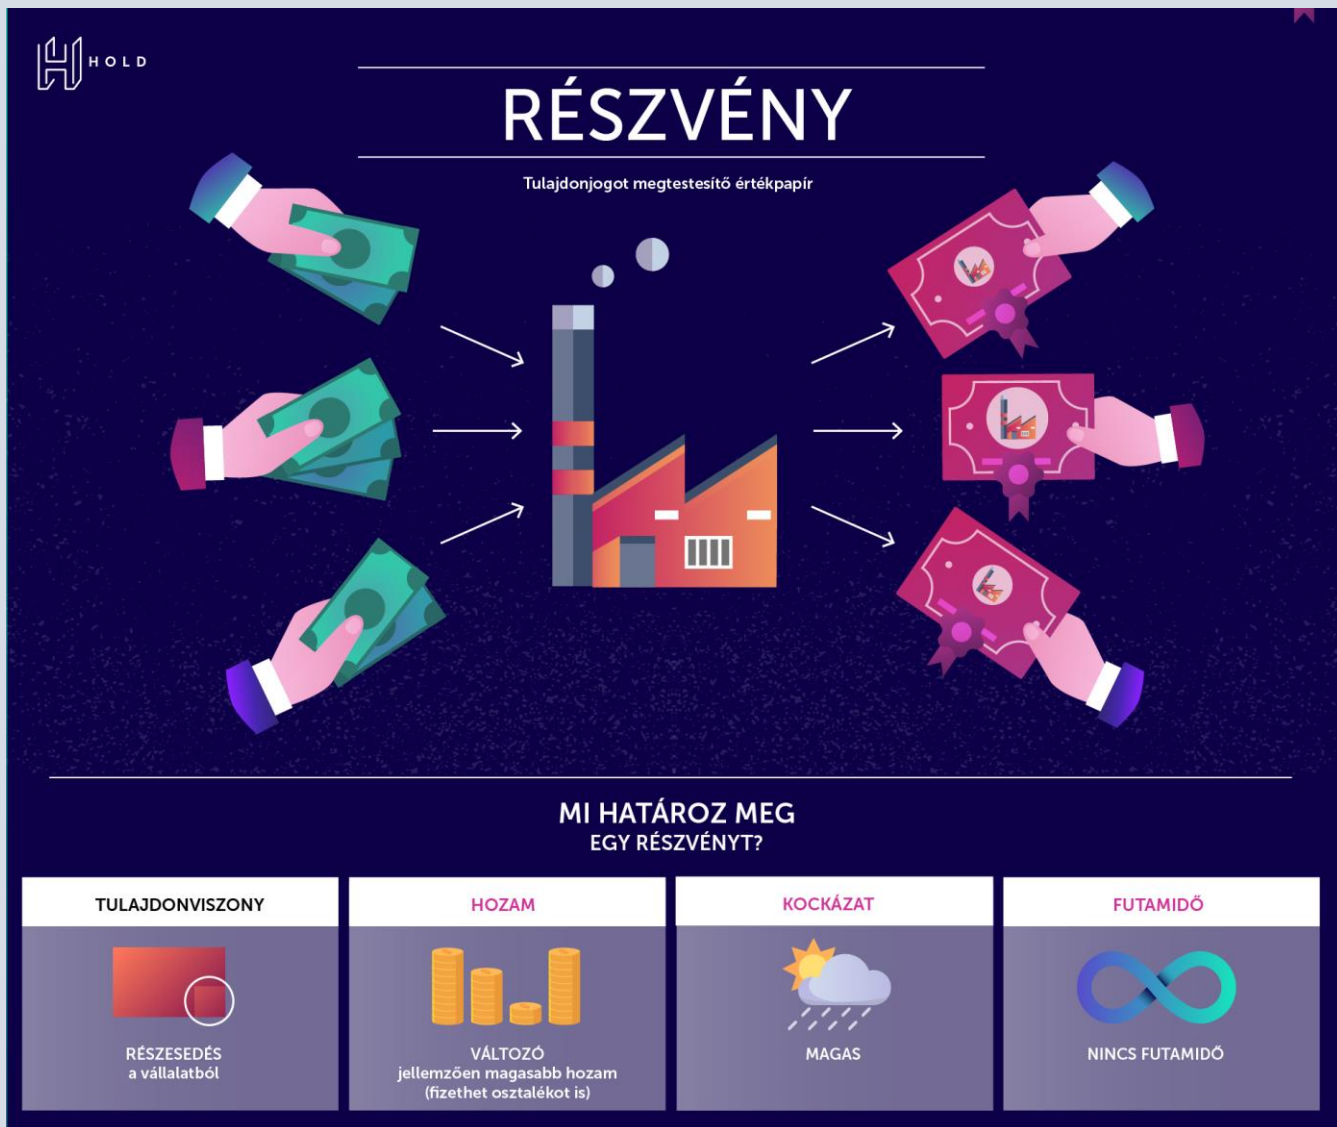 HOLD
RÉSZVÉNY
Tulajdonjogot megtestesítő értékpapír
MI HATÁROZ MEG
EGY RÉSZVÉNYT?
TULAJDONVISZONY
RÉSZESEDÉS
a vállalatból
HOZAM
VÁLTOZÓ
jellemzően magasabb hozam
(fizethet osztalékot is)
KOCKÁZAT
MAGAS
FUTAMIDŐ
NINCS FUTAMIDŐ